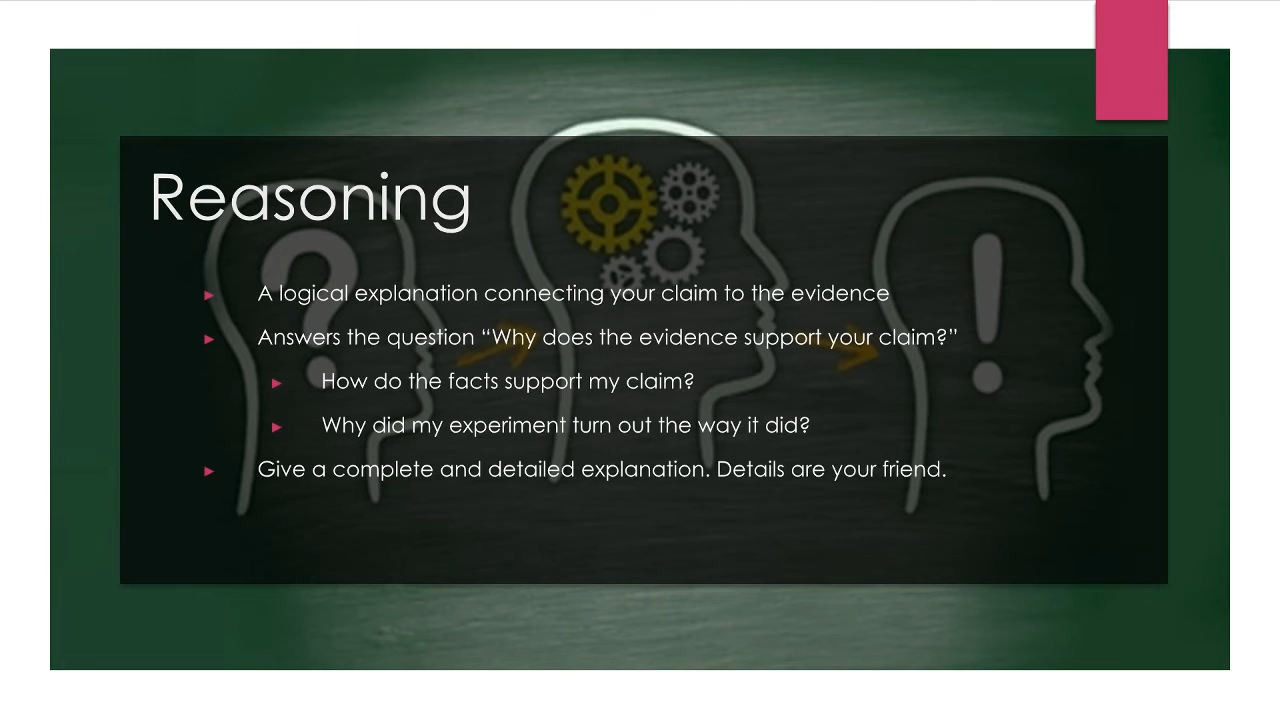 Reasoning
A logical explanation connecting your claim to the evidence
Answers the question “Why does the evidence support your claim?”
How do the facts support my claim?
Why did my experiment turn out the way it did?
Give a complete and detailed explanation. Details are your friend.